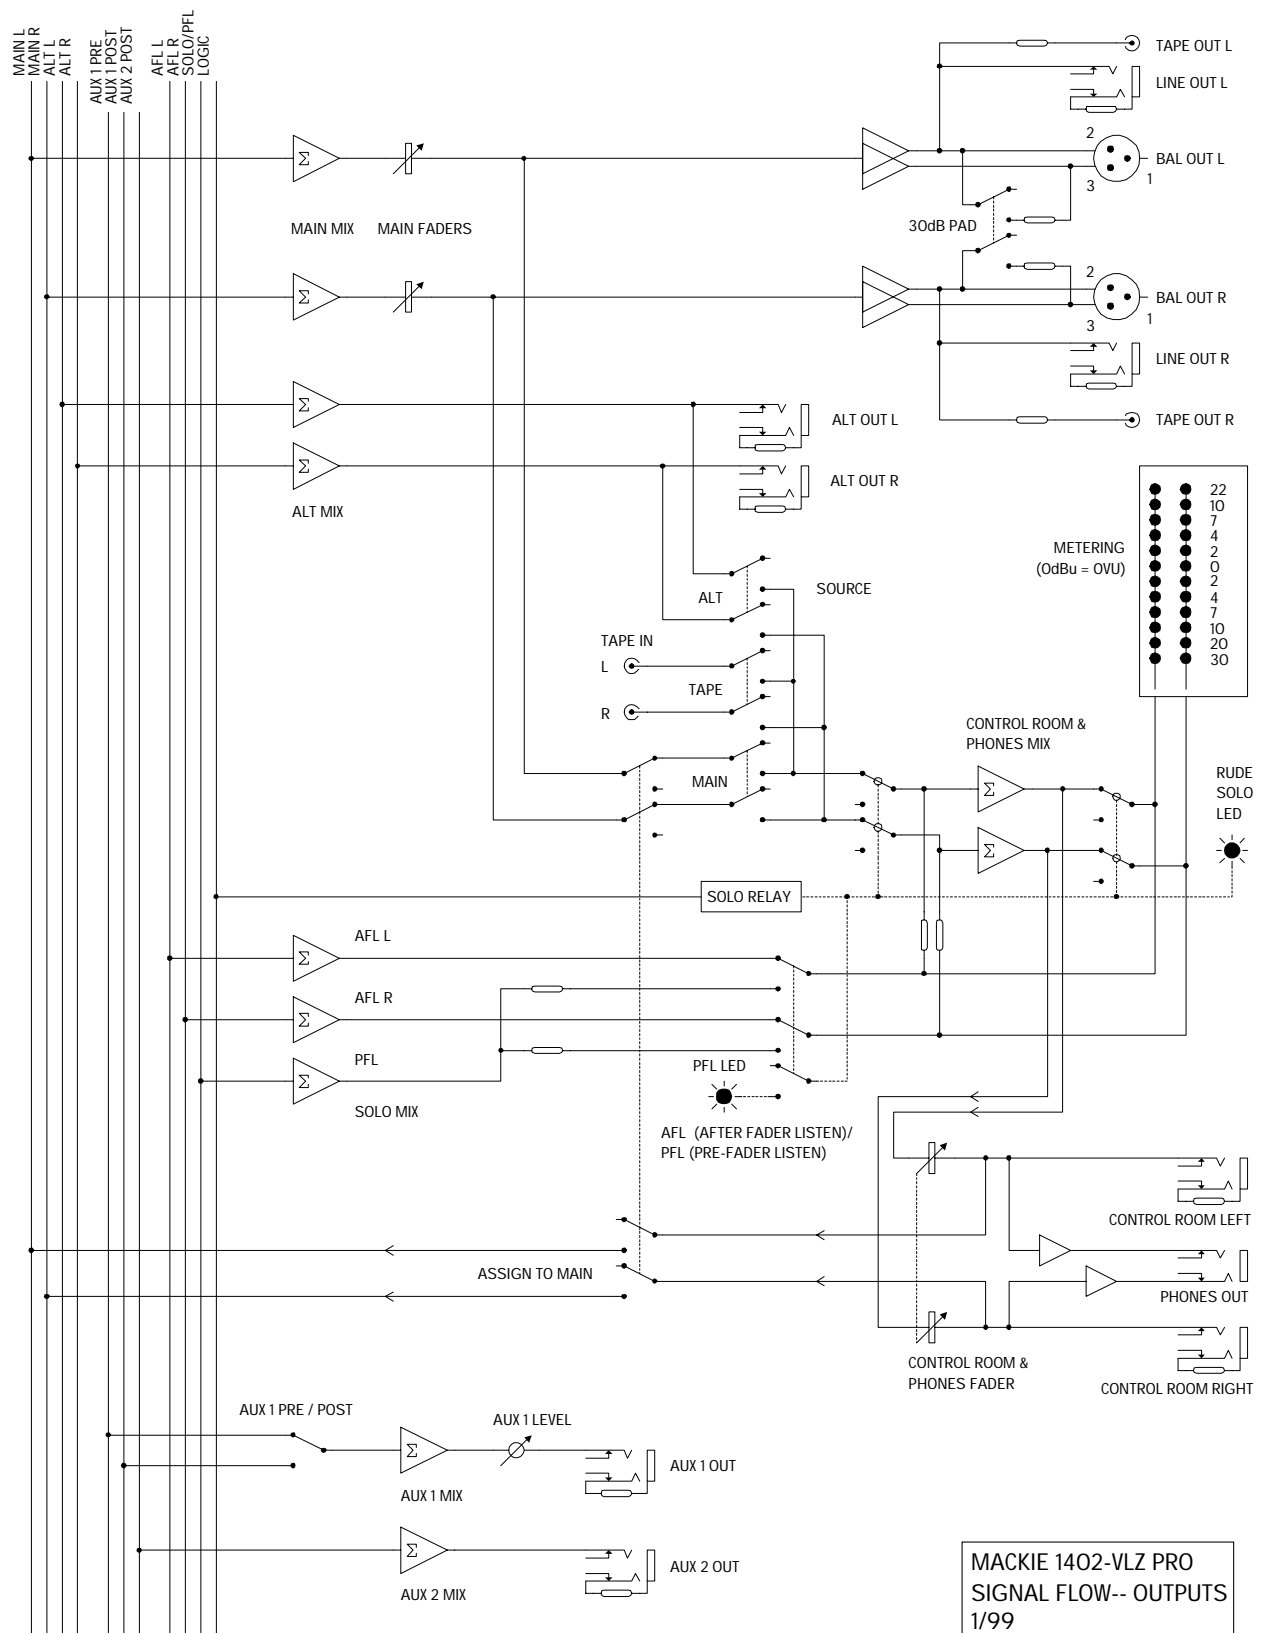 MAIN L
MAIN R
ALT L
ALT R
AUX 1 PRE
AUX 1 POST
AUX 2 POST
AFL L
AFL R
SOLO/PFL
LOGIC
TAPE OUT L
LINE OUT L
2
BAL OUT L
3
1
Σ
MAIN MIX
MAIN FADERS
30dB PAD
Σ
2
BAL OUT R
3
1
LINE OUT R
TAPE OUT R
Σ
ALT OUT L
Σ
ALT OUT R
ALT MIX
METERING
(0dBu = 0VU)
22
10
7
4
2
0
2
4
7
10
20
30
ALT
SOURCE
TAPE IN
L
TAPE
R
MAIN
CONTROL ROOM &
PHONES MIX
Σ
Σ
RUDE
SOLO
LED
SOLO RELAY
AFL L
Σ
AFL R
Σ
PFL
Σ
SOLO MIX
PFL LED
AFL (AFTER FADER LISTEN)/
PFL (PRE-FADER LISTEN)
CONTROL ROOM LEFT
ASSIGN TO MAIN
PHONES OUT
CONTROL ROOM &
PHONES FADER
CONTROL ROOM RIGHT
AUX 1 PRE / POST
AUX 1 LEVEL
Σ
AUX 1 OUT
AUX 1 MIX
Σ
AUX 2 OUT
AUX 2 MIX
MACKIE 1402-VLZ PRO
SIGNAL FLOW-- OUTPUTS
1/99